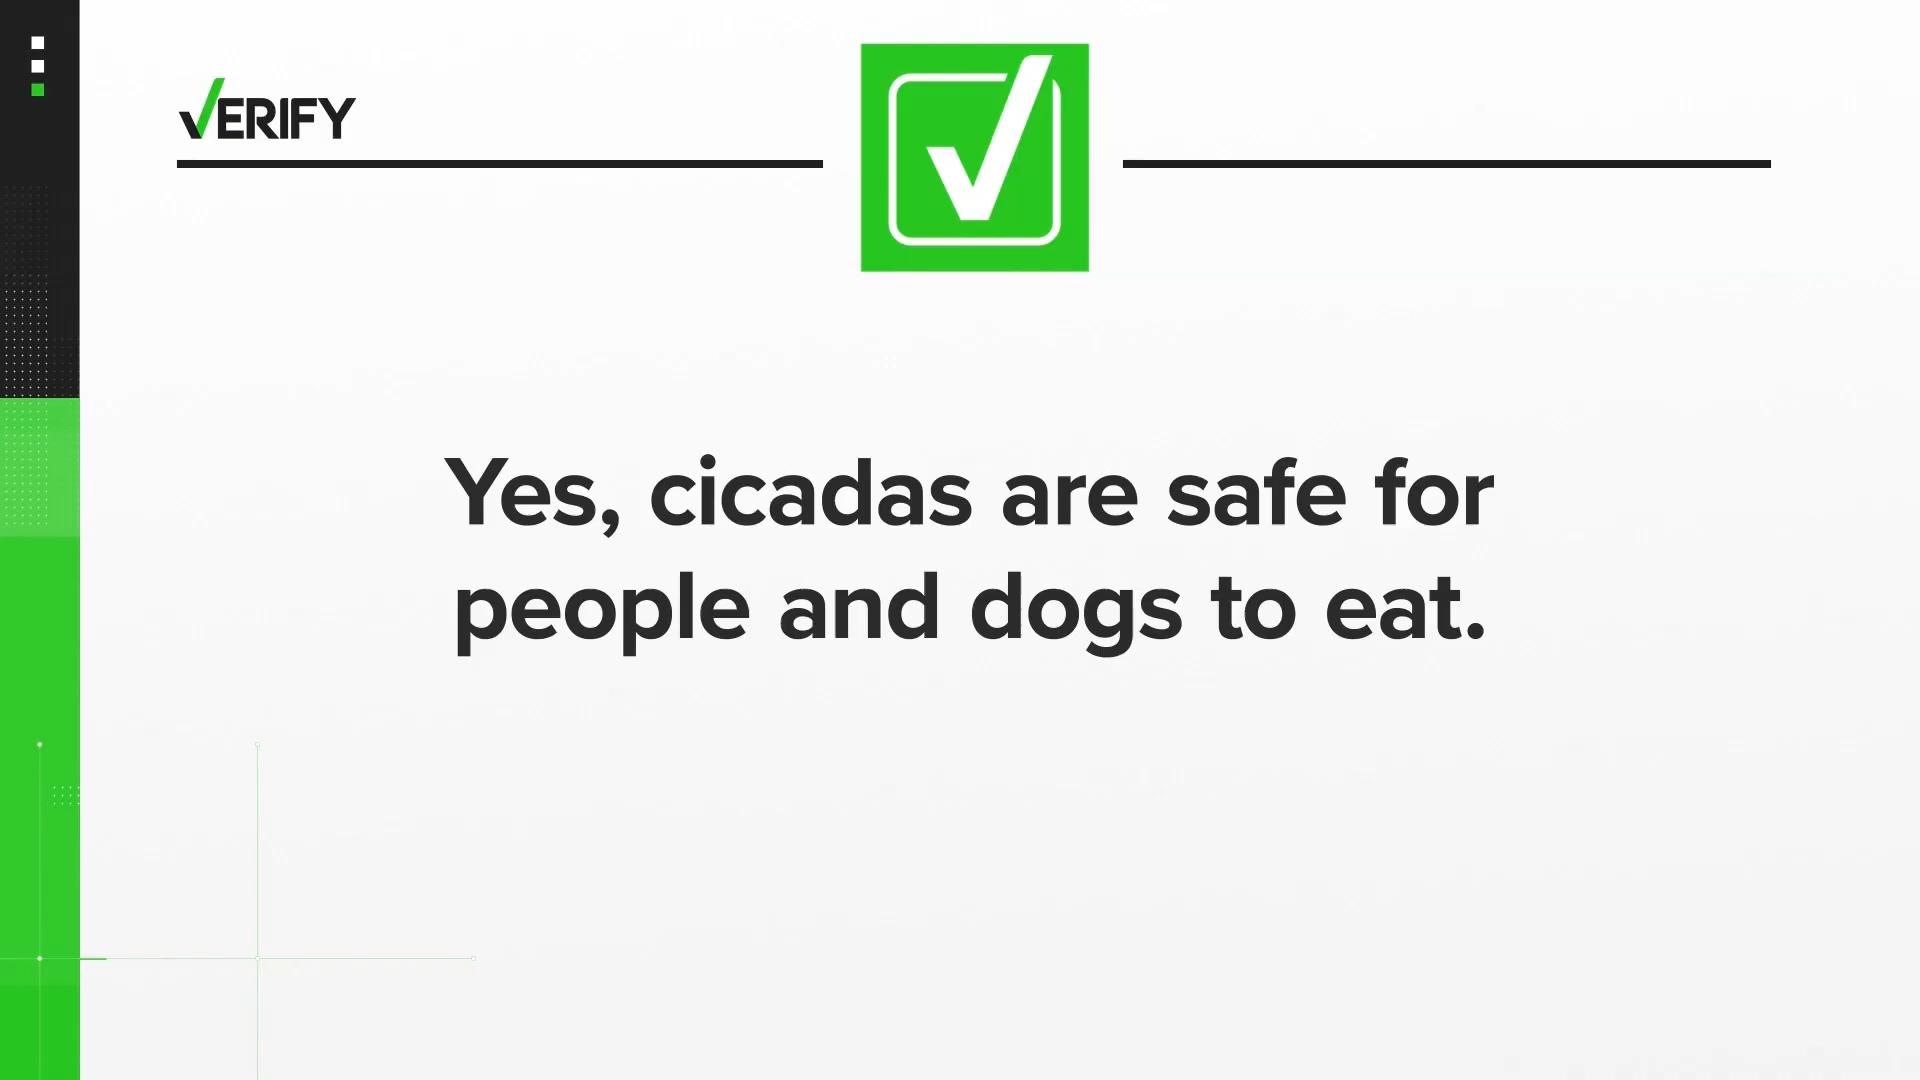 VERIFY
Yes, cicadas are safe for
people and dogs to eat.